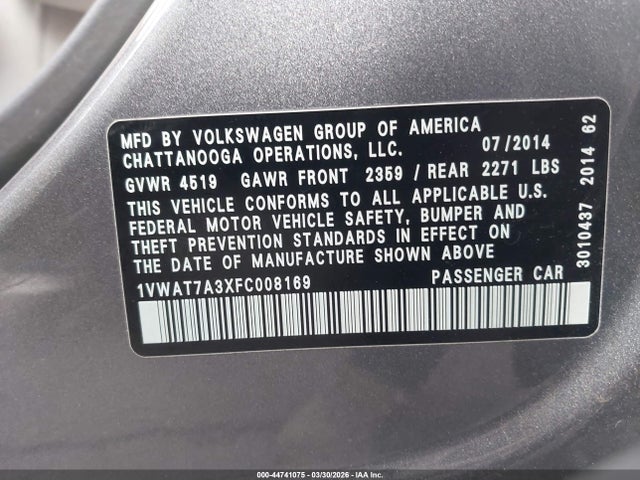 MFD BY VOLKSWAGEN GROUP OF AMERICA
CHATTANOOGA OPERATIONS, LLC. 07/2014
GVWR 4519 GAWR FRONT 2359 / REAR 2271 LBS
THIS VEHICLE CONFORMS TO ALL APPLICABLE U.S.
FEDERAL MOTOR VEHICLE SAFETY, BUMPER AND
THEFT PREVENTION STANDARDS IN EFFECT ON
THE DATE OF MANUFACTURE SHOWN ABOVE
1VWAT7A3XFC008169 PASSENGER CAR
3010437 2014 62
000-44741075 | 03/30/2026 - IAA Inc.